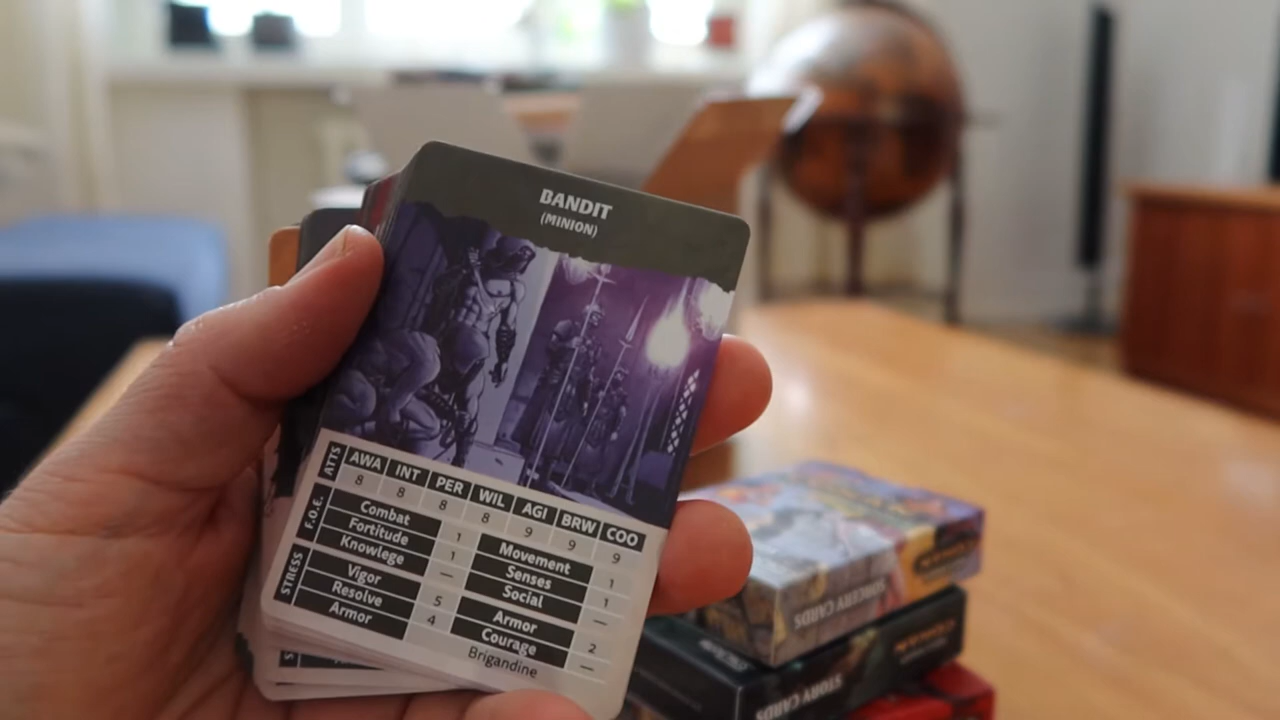 BANDIT
(MINION)
ATTS AWA INT PER WIL AGI BRW COO
8 8 8 8 9 9 9
F.O.E. Combat 1 Movement 1
Fortitude 1 Senses 1
Knowlege — Social —
STRESS Vigor 5 Armor 2
Resolve 4 Courage —
Armor Brigandine
STORY CARDS